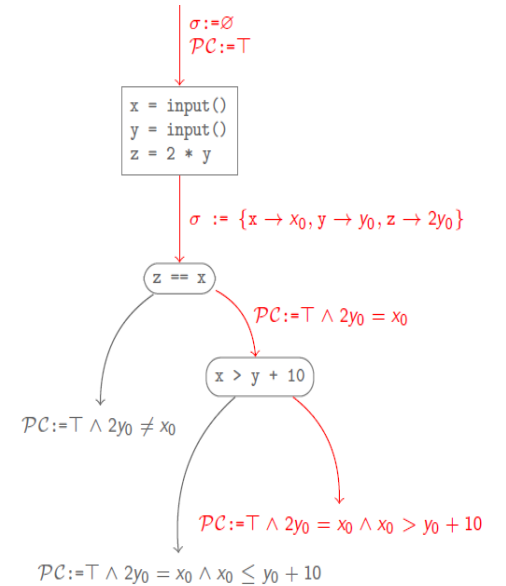 σ:=∅
𝒫𝒞:=⊤
x = input()
y = input()
z = 2 * y
σ := {x → x₀, y → y₀, z → 2y₀}
z == x
𝒫𝒞:=⊤ ∧ 2y₀ = x₀
x > y + 10
𝒫𝒞:=⊤ ∧ 2y₀ ≠ x₀
𝒫𝒞:=⊤ ∧ 2y₀ = x₀ ∧ x₀ > y₀ + 10
𝒫𝒞:=⊤ ∧ 2y₀ = x₀ ∧ x₀ ≤ y₀ + 10